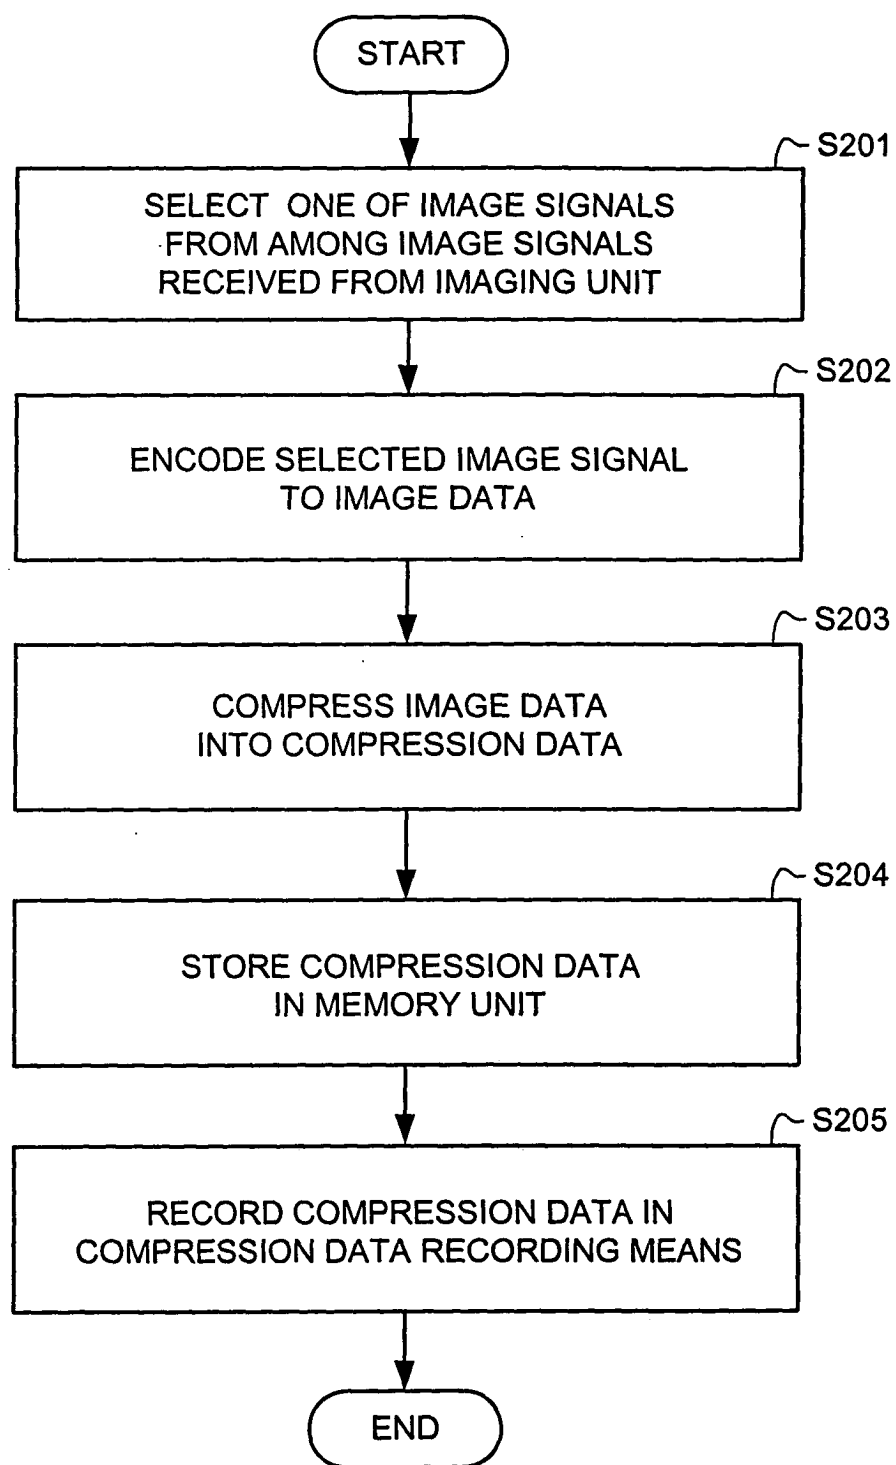 START
S201
SELECT ONE OF IMAGE SIGNALS
FROM AMONG IMAGE SIGNALS
RECEIVED FROM IMAGING UNIT
S202
ENCODE SELECTED IMAGE SIGNAL
TO IMAGE DATA
S203
COMPRESS IMAGE DATA
INTO COMPRESSION DATA
S204
STORE COMPRESSION DATA
IN MEMORY UNIT
S205
RECORD COMPRESSION DATA IN
COMPRESSION DATA RECORDING MEANS
END